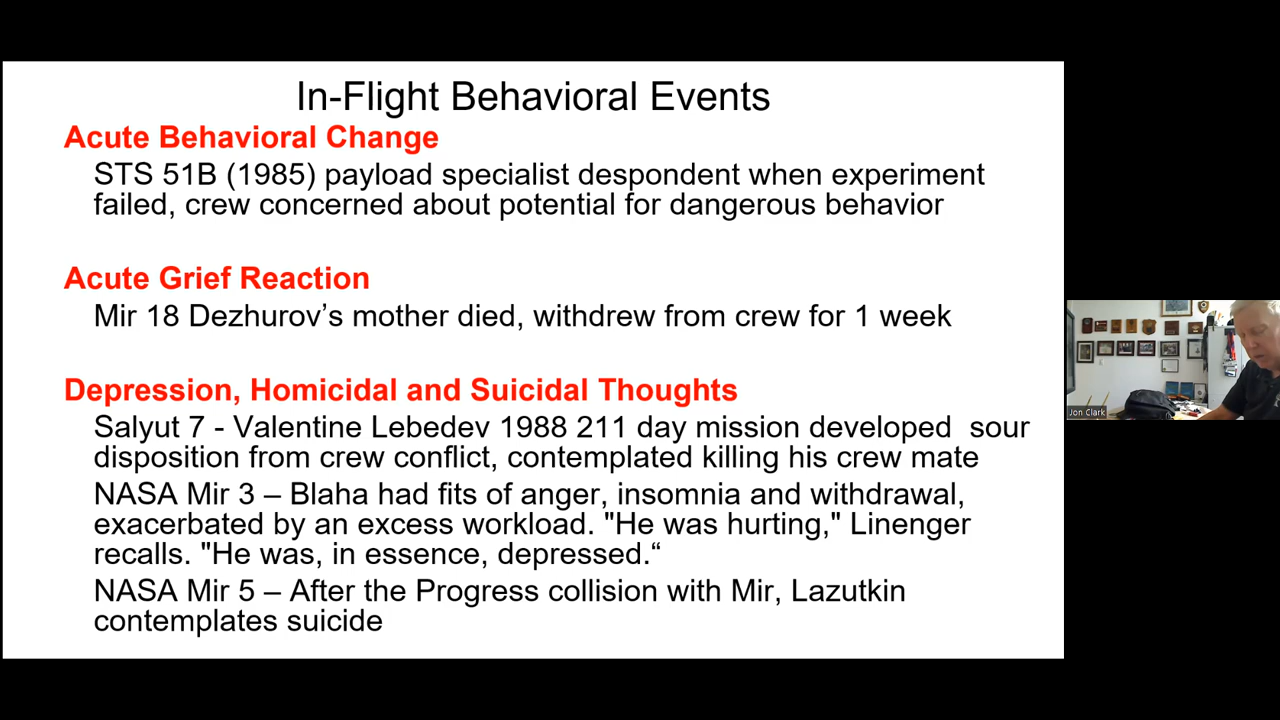 In-Flight Behavioral Events
Acute Behavioral Change
STS 51B (1985) payload specialist despondent when experiment
failed, crew concerned about potential for dangerous behavior
Acute Grief Reaction
Mir 18 Dezhurov’s mother died, withdrew from crew for 1 week
Depression, Homicidal and Suicidal Thoughts
Salyut 7 - Valentine Lebedev 1988 211 day mission developed  sour
disposition from crew conflict, contemplated killing his crew mate
NASA Mir 3 – Blaha had fits of anger, insomnia and withdrawal,
exacerbated by an excess workload. "He was hurting," Linenger
recalls. "He was, in essence, depressed.“
NASA Mir 5 – After the Progress collision with Mir, Lazutkin
contemplates suicide
Jon Clark